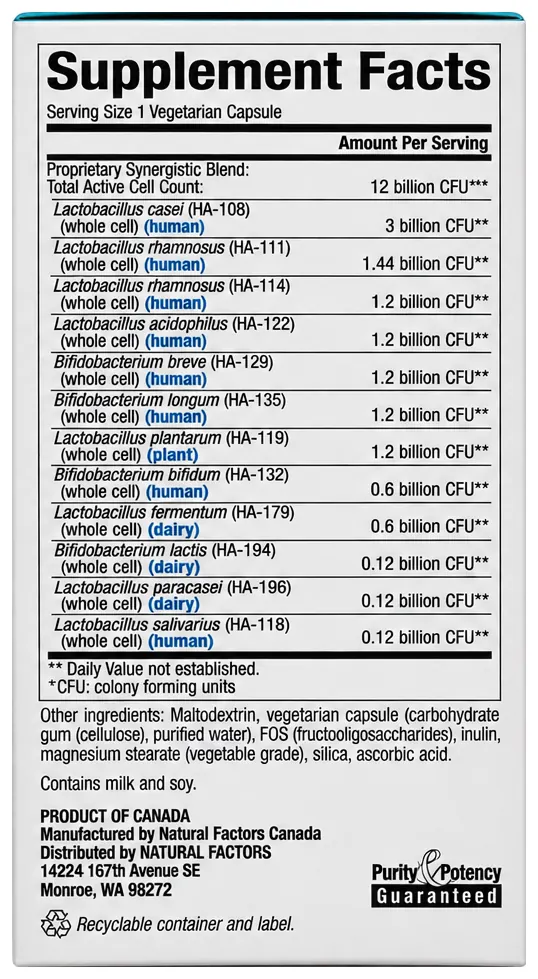 Supplement Facts
Serving Size 1 Vegetarian Capsule
Amount Per Serving
Proprietary Synergistic Blend:
Total Active Cell Count: 12 billion CFU***
Lactobacillus casei (HA-108)
(whole cell) (human) 3 billion CFU**
Lactobacillus rhamnosus (HA-111)
(whole cell) (human) 1.44 billion CFU**
Lactobacillus rhamnosus (HA-114)
(whole cell) (human) 1.2 billion CFU**
Lactobacillus acidophilus (HA-122)
(whole cell) (human) 1.2 billion CFU**
Bifidobacterium breve (HA-129)
(whole cell) (human) 1.2 billion CFU**
Bifidobacterium longum (HA-135)
(whole cell) (human) 1.2 billion CFU**
Lactobacillus plantarum (HA-119)
(whole cell) (plant) 1.2 billion CFU**
Bifidobacterium bifidum (HA-132)
(whole cell) (human) 0.6 billion CFU**
Lactobacillus fermentum (HA-179)
(whole cell) (dairy) 0.6 billion CFU**
Bifidobacterium lactis (HA-194)
(whole cell) (dairy) 0.12 billion CFU**
Lactobacillus paracasei (HA-196)
(whole cell) (dairy) 0.12 billion CFU**
Lactobacillus salivarius (HA-118)
(whole cell) (human) 0.12 billion CFU**
** Daily Value not established.
*CFU: colony forming units
Other ingredients: Maltodextrin, vegetarian capsule (carbohydrate
gum (cellulose), purified water), FOS (fructooligosaccharides), inulin,
magnesium stearate (vegetable grade), silica, ascorbic acid.
Contains milk and soy.
PRODUCT OF CANADA
Manufactured by Natural Factors Canada
Distributed by NATURAL FACTORS
14224 167th Avenue SE
Monroe, WA 98272
Purity & Potency
Guaranteed
Recyclable container and label.